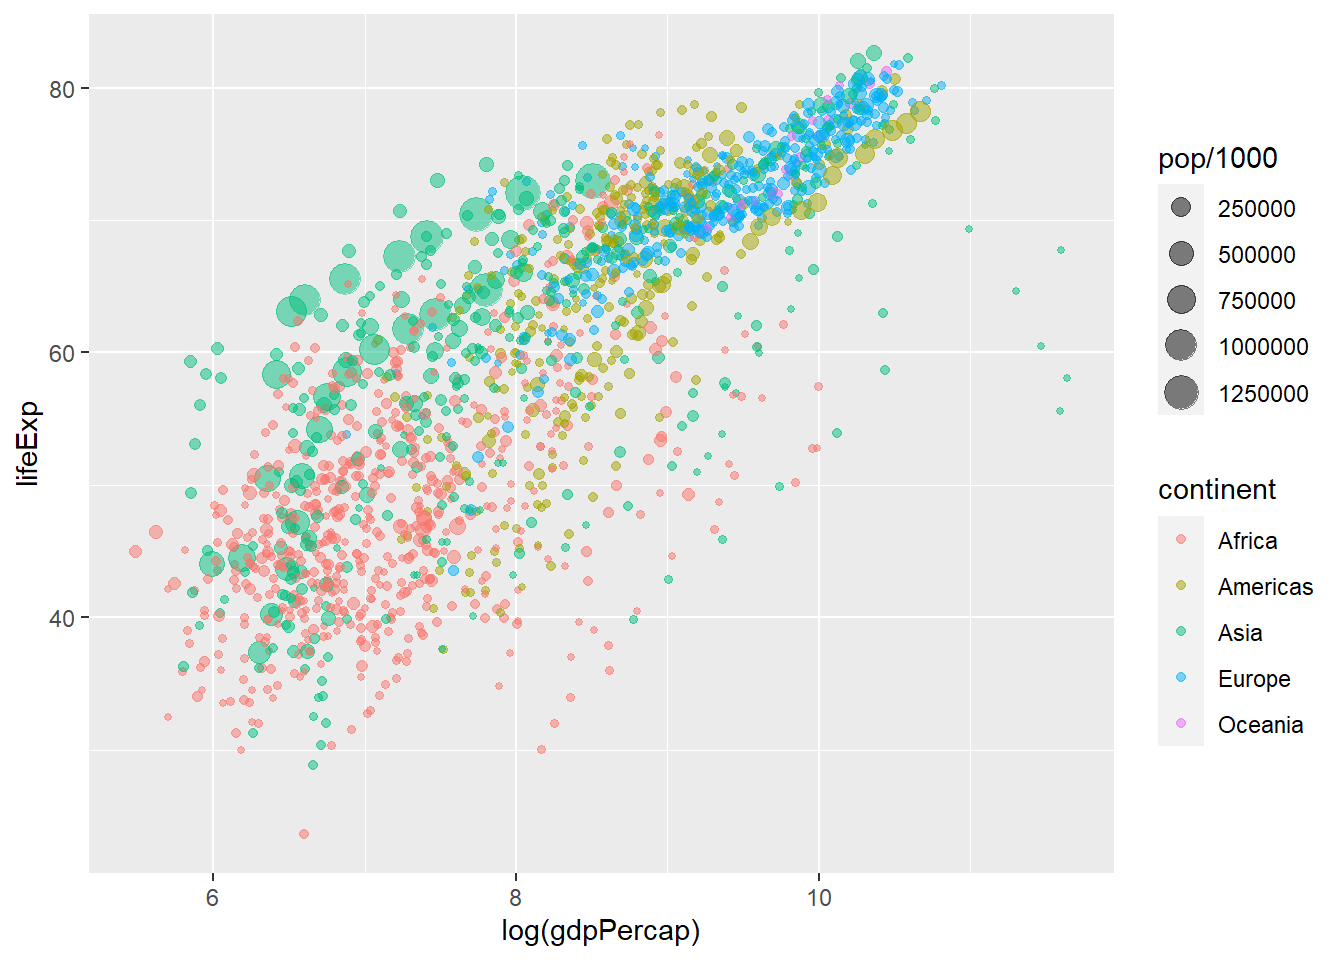 80
60
40
lifeExp
6
8
10
log(gdpPercap)
pop/1000
250000
500000
750000
1000000
1250000
continent
Africa
Americas
Asia
Europe
Oceania